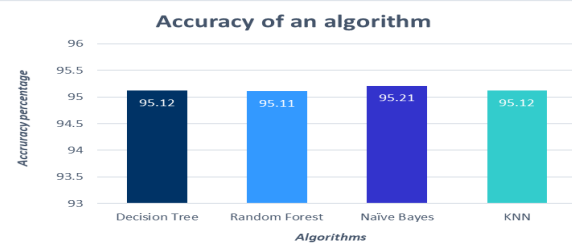 Accuracy of an algorithm
Accruracy percentage
96
95.5
95
94.5
94
93.5
93
95.12
95.11
95.21
95.12
Decision Tree
Random Forest
Naïve Bayes
KNN
Algorithms